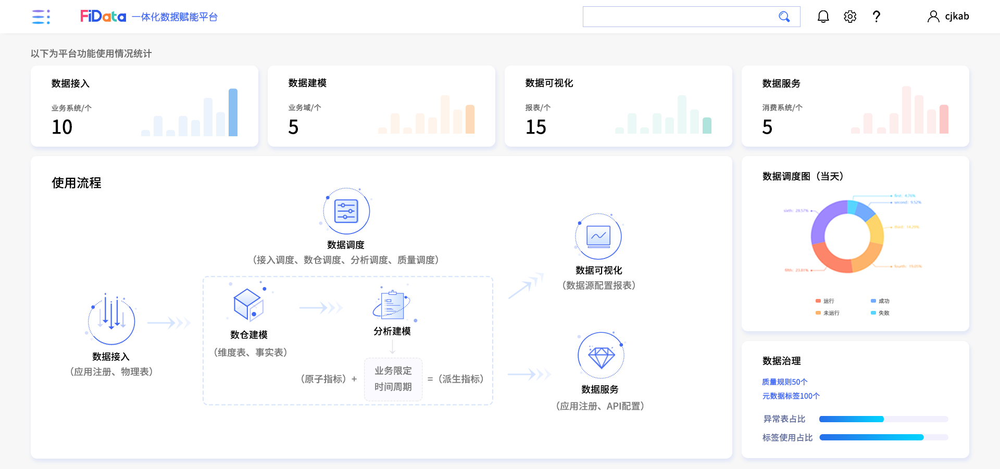 FiData 一体化数据赋能平台
cjkab
以下为平台功能使用情况统计
数据接入
业务系统/个
10
数据建模
业务域/个
5
数据可视化
报表/个
15
数据服务
消费系统/个
5
使用流程
数据调度
（接入调度、数仓调度、分析调度、质量调度）
数据接入
（应用注册、物理表）
数仓建模
（维度表、事实表）
分析建模
（原子指标）+
业务限定
时间周期
=（派生指标）
数据可视化
（数据源配置报表）
数据服务
（应用注册、API配置）
数据调度图（当天）
first: 4.76%
second: 9.52%
sixth: 28.57%
third: 14.29%
fifth: 23.81%
fourth: 19.05%
运行
成功
未运行
失败
数据治理
质量规则50个
元数据标签100个
异常表占比
标签使用占比